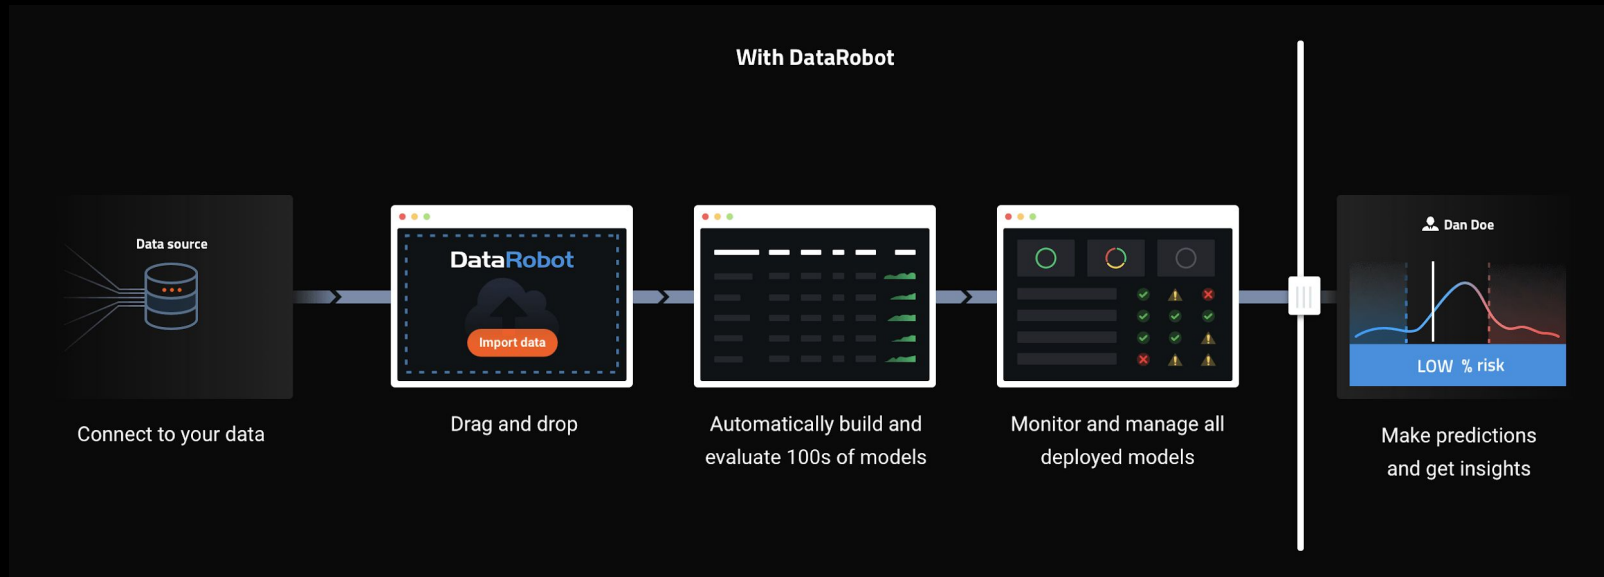 With DataRobot
Data source
Connect to your data
DataRobot
Import data
Drag and drop
Automatically build and
evaluate 100s of models
Monitor and manage all
deployed models
Dan Doe
LOW % risk
Make predictions
and get insights